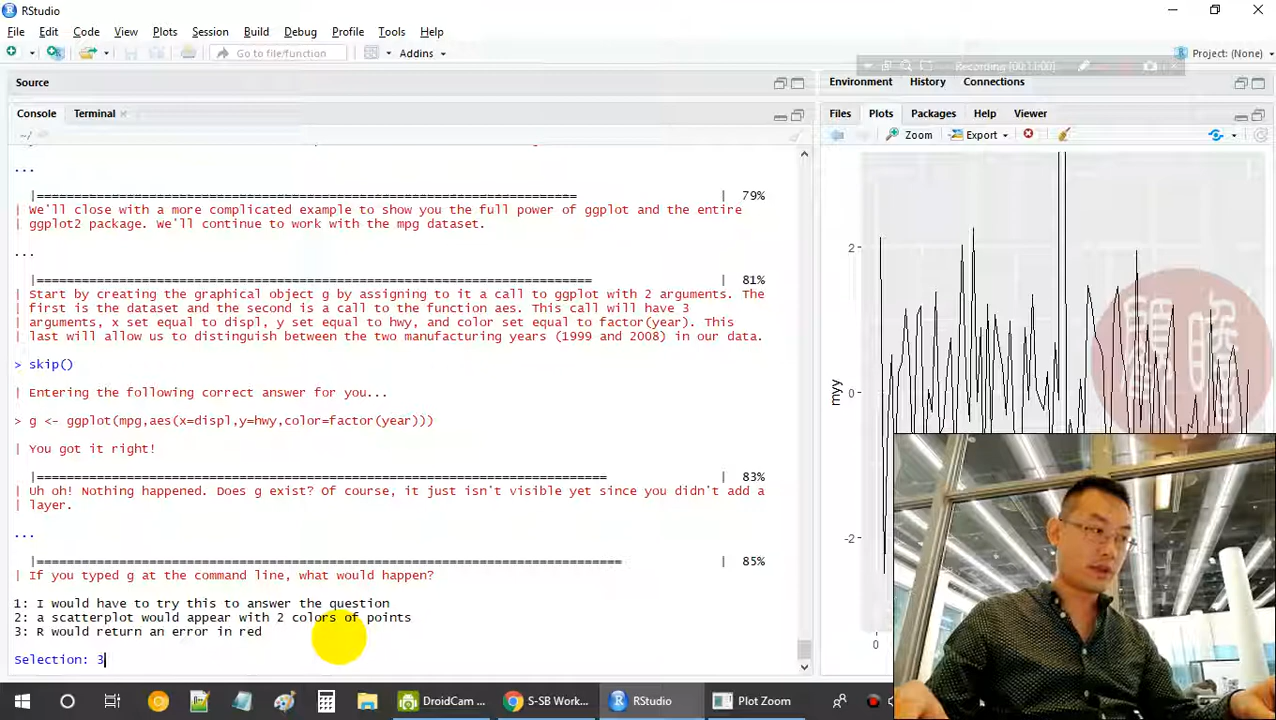 RStudio
File Edit Code View Plots Session Build Debug Profile Tools Help
Go to file/function
Addins
Project: (None)
Recording [00:11:00]
Source
Console Terminal
~/
...
|============================================================================ | 79%
| We'll close with a more complicated example to show you the full power of ggplot and the entire
| ggplot2 package. We'll continue to work with the mpg dataset.
...
|============================================================================== | 81%
| Start by creating the graphical object g by assigning to it a call to ggplot with 2 arguments. The
| first is the dataset and the second is a call to the function aes. This call will have 3
| arguments, x set equal to displ, y set equal to hwy, and color set equal to factor(year). This
| last will allow us to distinguish between the two manufacturing years (1999 and 2008) in our data.
> skip()
| Entering the following correct answer for you...
> g <- ggplot(mpg,aes(x=displ,y=hwy,color=factor(year)))
| You got it right!
|================================================================================ | 83%
| Uh oh! Nothing happened. Does g exist? Of course, it just isn't visible yet since you didn't add a
| layer.
...
|================================================================================== | 85%
| If you typed g at the command line, what would happen?
1: I would have to try this to answer the question
2: a scatterplot would appear with 2 colors of points
3: R would return an error in red
Selection: 3
Environment History Connections
Files Plots Packages Help Viewer
Zoom Export
2
0
-2
myy
0
DroidCam ...
S-SB Work...
RStudio
Plot Zoom